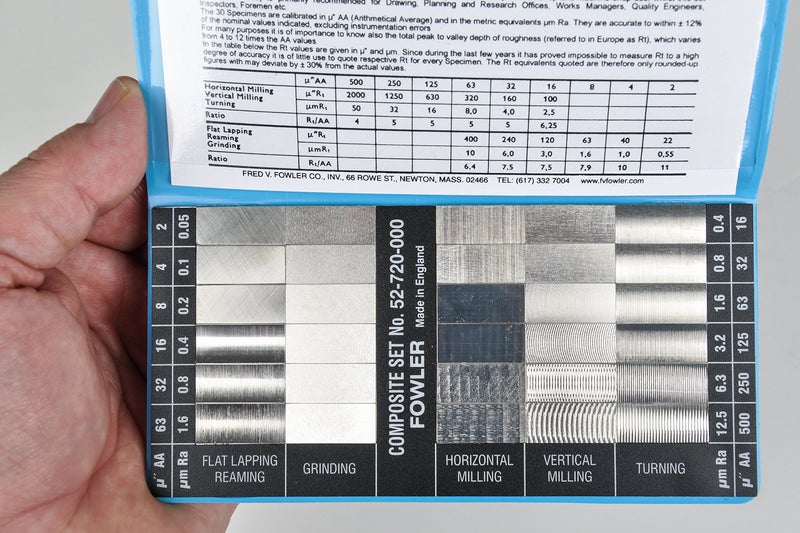 primarily recommended for Drawing, Planning and Research Offices, Works Managers, Quality Engineers,
Inspectors, Foremen etc.
The 30 Specimens are calibrated in µ" AA (Arithmetical Average) and in the metric equivalents µm Ra. They are accurate to within ± 12%
of the nominal values indicated, excluding instrumentation errors
For many purposes it is of importance to know also the total peak to valley depth of roughness (referred to in Europe as Rt), which varies
from 4 to 12 times the AA values
In the table below the Rt values are given in µ" and µm. Since during the last few years it has proved impossible to measure Rt to a high
degree of accuracy it is of little use to quote respective Rt for every Specimen. The Rt equivalents quoted are therefore only rounded-up
figures with may deviate by ± 30% from the actual values.
Horizontal Milling µ"AA 500 250 125 63 32 16 8 4 2
Vertical Milling µ"Rt 2000 1250 630 320 160 100
Turning µmRt 50 32 16 8,0 4,0 2,5
Ratio Rt/AA 4 5 5 5 5 6,25
Flat Lapping µ"Rt 400 240 120 63 40 22
Reaming
Grinding µmRt 10 6,0 3,0 1,6 1,0 0,55
Ratio Rt/AA 6,4 7,5 7,5 7,9 10 11
FRED V. FOWLER CO., INV., 66 ROWE ST., NEWTON, MASS. 02466 TEL: (617) 332 7004 www.fvfowler.com
2 0.05 0.4 16
4 0.1 0.8 32
8 0.2 1.6 63
16 0.4 3.2 125
32 0.8 6.3 250
63 1.6 12.5 500
µ" AA µm Ra µm Ra µ" AA
COMPOSITE SET No. 52-720-000
FOWLER Made in England
FLAT LAPPING
REAMING
GRINDING
HORIZONTAL
MILLING
VERTICAL
MILLING
TURNING